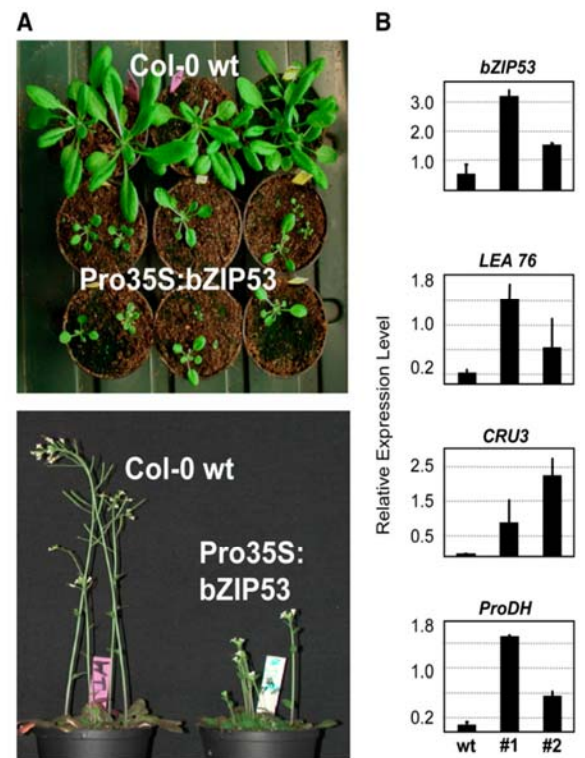 A
Col-0 wt
Pro35S:bZIP53
Col-0 wt
Pro35S:
bZIP53
B
Relative Expression Level
bZIP53
3.0
2.0
1.0
LEA 76
1.8
1.0
0.2
CRU3
2.5
1.5
0.5
ProDH
1.8
1.0
0.2
wt #1 #2